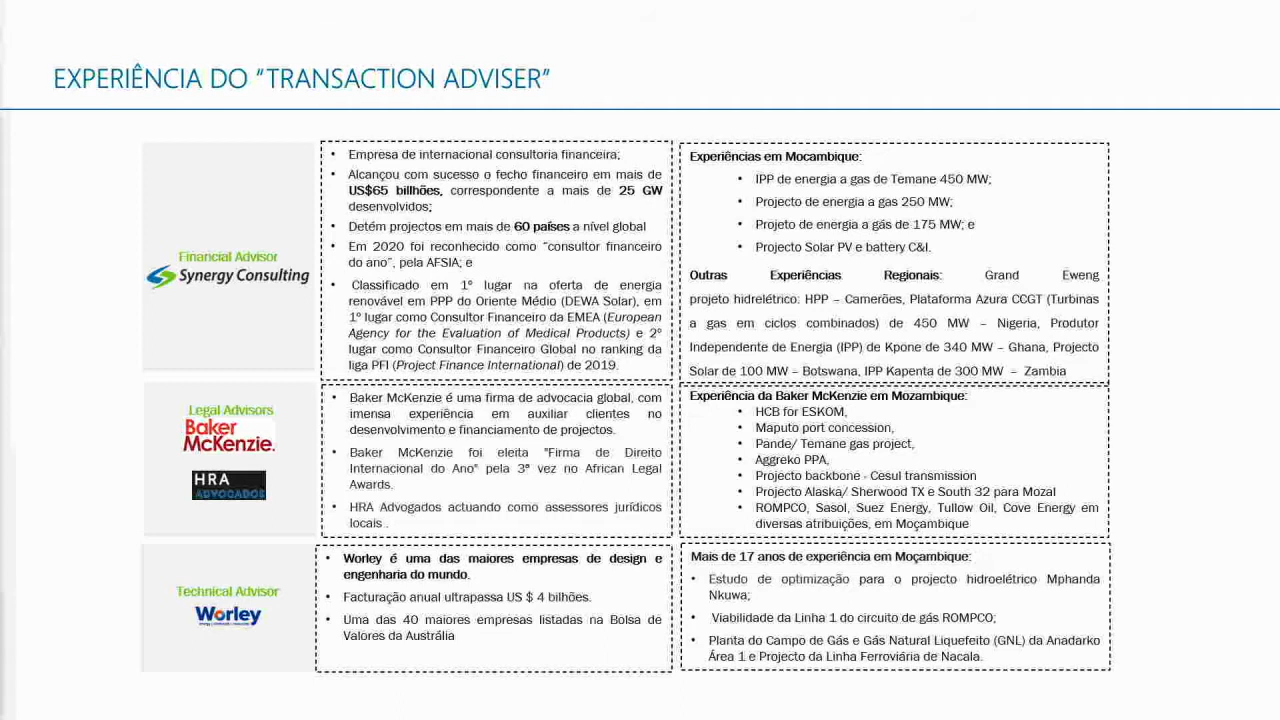 EXPERIÊNCIA DO “TRANSACTION ADVISER”
Financial Advisor
Synergy Consulting
• Empresa de internacional consultoria financeira;
• Alcançou com sucesso o fecho financeiro em mais de
US$65 billhões, correspondente a mais de 25 GW
desenvolvidos;
• Detém projectos em mais de 60 países a nível global
• Em 2020 foi reconhecido como “consultor financeiro
do ano”, pela AFSIA; e
• Classificado em 1º lugar na oferta de energia
renovável em PPP do Oriente Médio (DEWA Solar), em
1º lugar como Consultor Financeiro da EMEA (European
Agency for the Evaluation of Medical Products) e 2º
lugar como Consultor Financeiro Global no ranking da
liga PFI (Project Finance International) de 2019.
Experiências em Mocambique:
• IPP de energia a gas de Temane 450 MW;
• Projecto de energia a gas 250 MW;
• Projeto de energia a gás de 175 MW; e
• Projecto Solar PV e battery C&I.
Outras Experiências Regionais: Grand Eweng
projeto hidrelétrico: HPP – Camerões, Plataforma Azura CCGT (Turbinas
a gas em ciclos combinados) de 450 MW – Nigeria, Produtor
Independente de Energia (IPP) de Kpone de 340 MW – Ghana, Projecto
Solar de 100 MW – Botswana, IPP Kapenta de 300 MW – Zambia
Legal Advisors
Baker
McKenzie.
HRA
ADVOGADOS
• Baker McKenzie é uma firma de advocacia global, com
imensa experiência em auxiliar clientes no
desenvolvimento e financiamento de projectos.
• Baker McKenzie foi eleita "Firma de Direito
Internacional do Ano" pela 3ª vez no African Legal
Awards.
• HRA Advogados actuando como assessores jurídicos
locais .
Experiência da Baker McKenzie em Mozambique:
• HCB for ESKOM,
• Maputo port concession,
• Pande/ Temane gas project,
• Aggreko PPA,
• Projecto backbone - Cesul transmission
• Projecto Alaska/ Sherwood TX e South 32 para Mozal
• ROMPCO, Sasol, Suez Energy, Tullow Oil, Cove Energy em
diversas atribuições, em Moçambique
Technical Advisor
Worley
• Worley é uma das maiores empresas de design e
engenharia do mundo.
• Facturação anual ultrapassa US $ 4 bilhões.
• Uma das 40 maiores empresas listadas na Bolsa de
Valores da Austrália
Mais de 17 anos de experiência em Moçambique:
• Estudo de optimização para o projecto hidroelétrico Mphanda
Nkuwa;
• Viabilidade da Linha 1 do circuito de gás ROMPCO;
• Planta do Campo de Gás e Gás Natural Liquefeito (GNL) da Anadarko
Área 1 e Projecto da Linha Ferroviária de Nacala.